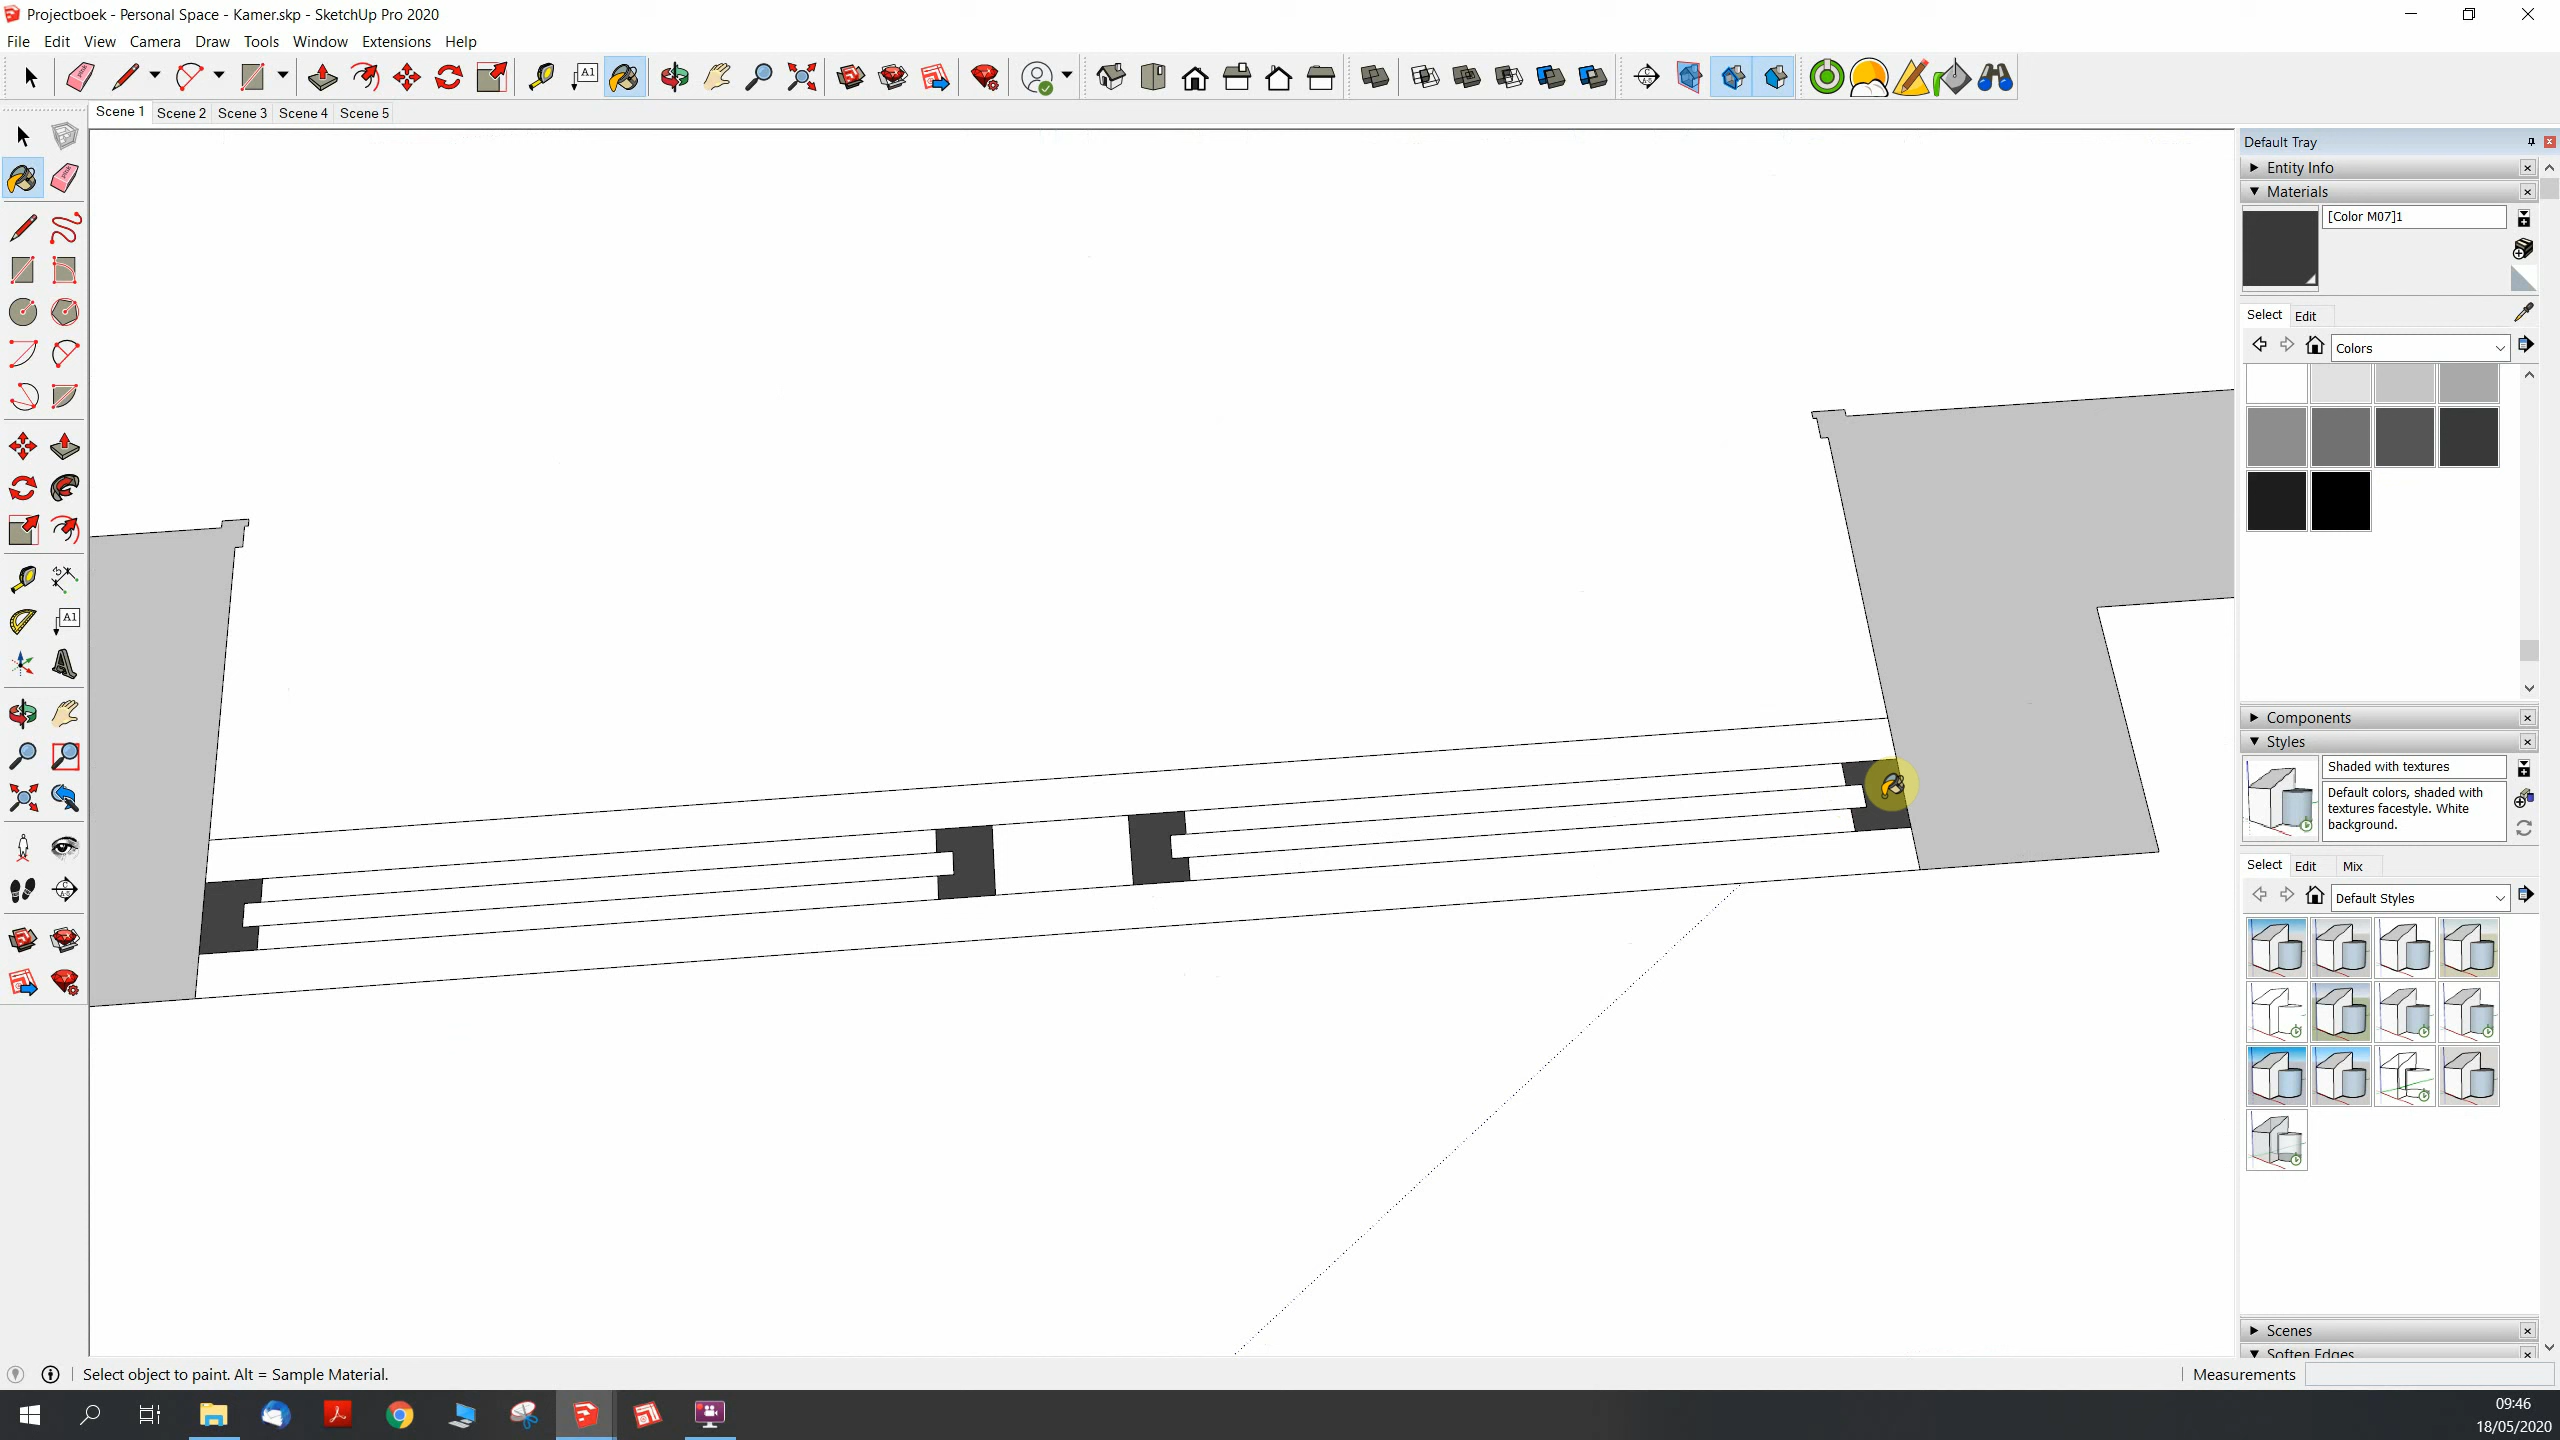 Projectboek - Personal Space - Kamer.skp - SketchUp Pro 2020
File Edit View Camera Draw Tools Window Extensions Help
A1
Scene 1 Scene 2 Scene 3 Scene 4 Scene 5
Default Tray
Entity Info
Materials
[Color M07]1
Select Edit
Colors
A1
Components
Styles
Shaded with textures
Default colors, shaded with
textures facestyle. White
background.
Select Edit Mix
Default Styles
Scenes
Soften Edges
Select object to paint. Alt = Sample Material.
Measurements
09:46
18/05/2020